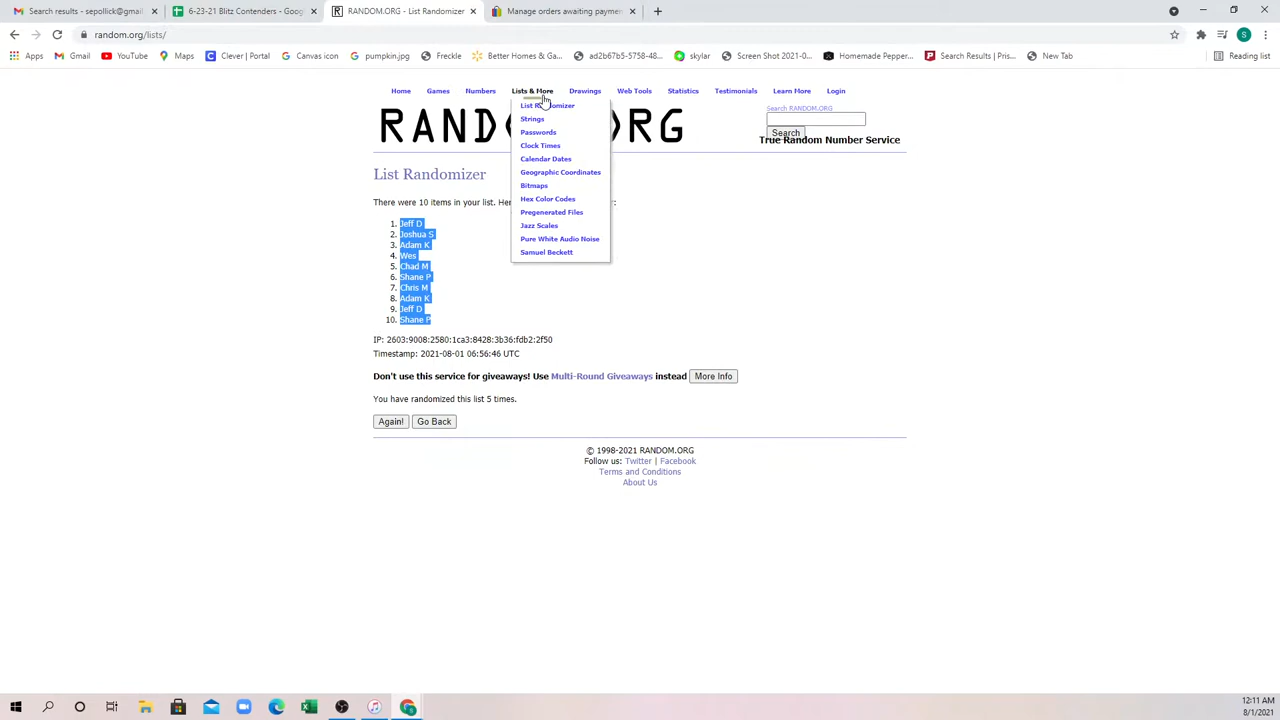 Search results - sepollick@goog
6-23-21 Blitz Contenders - Goog
RANDOM.ORG - List Randomizer
random.org/lists/
Apps Gmail YouTube Maps Clever | Portal Canvas icon pumpkin.jpg Freckle Better Homes & Ga... ad2b67b5-5758-48... skylar Screen Shot 2021-0... Homemade Pepper... Search Results | Pris... New Tab Reading list
Home Games Numbers Lists & More Drawings Web Tools Statistics Testimonials Learn More Login
List Randomizer
Strings
Passwords
Clock Times
Calendar Dates
Geographic Coordinates
Bitmaps
Hex Color Codes
Pregenerated Files
Jazz Scales
Pure White Audio Noise
Samuel Beckett
Search RANDOM.ORG
Search
True Random Number Service
List Randomizer
There were 10 items in your list.
1. Jeff D
2. Joshua S
3. Adam K
4. Wes
5. Chad M
6. Shane P
7. Chris M
8. Adam K
9. Jeff D
10. Shane P
IP: 2603:9008:2580:1ca3:8428:3b36:fdb2:2f50
Timestamp: 2021-08-01 06:56:46 UTC
Don't use this service for giveaways! Use Multi-Round Giveaways instead More Info
You have randomized this list 5 times.
Again! Go Back
© 1998-2021 RANDOM.ORG
Follow us: Twitter | Facebook
Terms and Conditions
About Us
12:11 AM
8/1/2021